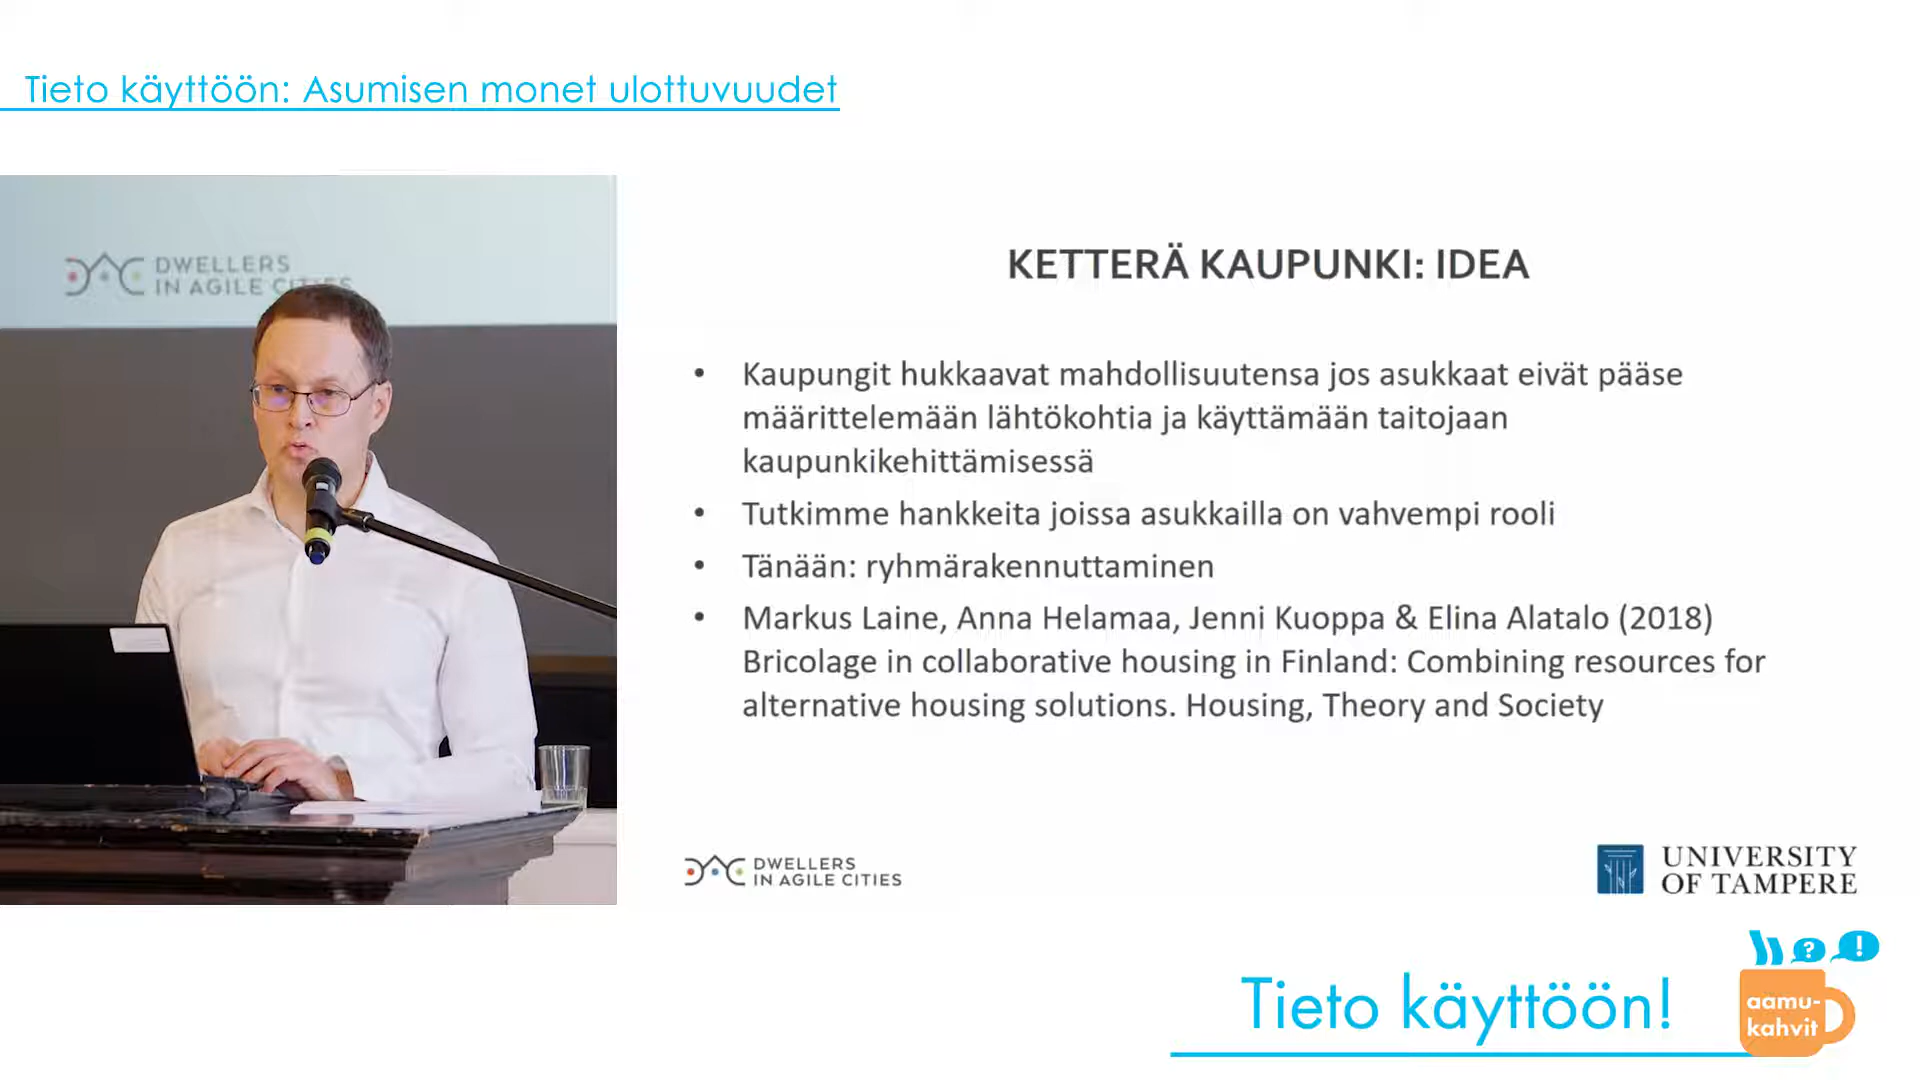 Tieto käyttöön: Asumisen monet ulottuvuudet
DWELLERS
IN AGILE CITIES
KETTERÄ KAUPUNKI: IDEA
• Kaupungit hukkaavat mahdollisuutensa jos asukkaat eivät pääse
määrittelemään lähtökohtia ja käyttämään taitojaan
kaupunkikehittämisessä
• Tutkimme hankkeita joissa asukkailla on vahvempi rooli
• Tänään: ryhmärakennuttaminen
• Markus Laine, Anna Helamaa, Jenni Kuoppa & Elina Alatalo (2018)
Bricolage in collaborative housing in Finland: Combining resources for
alternative housing solutions. Housing, Theory and Society
DWELLERS
IN AGILE CITIES
UNIVERSITY
OF TAMPERE
? !
Tieto käyttöön!
aamu-
kahvit